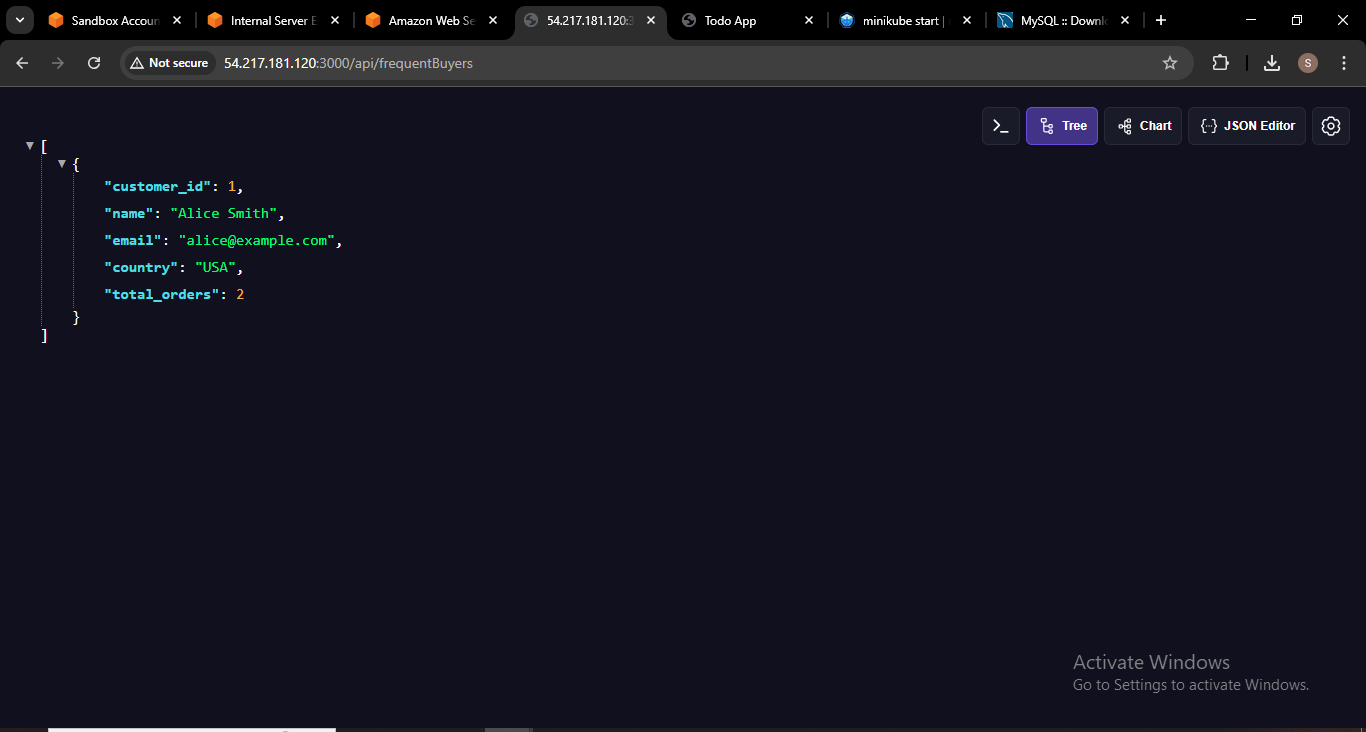 Sandbox Accoun
Internal Server E
Amazon Web Se
54.217.181.120:3
Todo App
minikube start |
MySQL :: Downl
Not secure
54.217.181.120:3000/api/frequentBuyers
S
Tree
Chart
JSON Editor
[
{
"customer_id": 1,
"name": "Alice Smith",
"email": "alice@example.com",
"country": "USA",
"total_orders": 2
}
]
Activate Windows
Go to Settings to activate Windows.